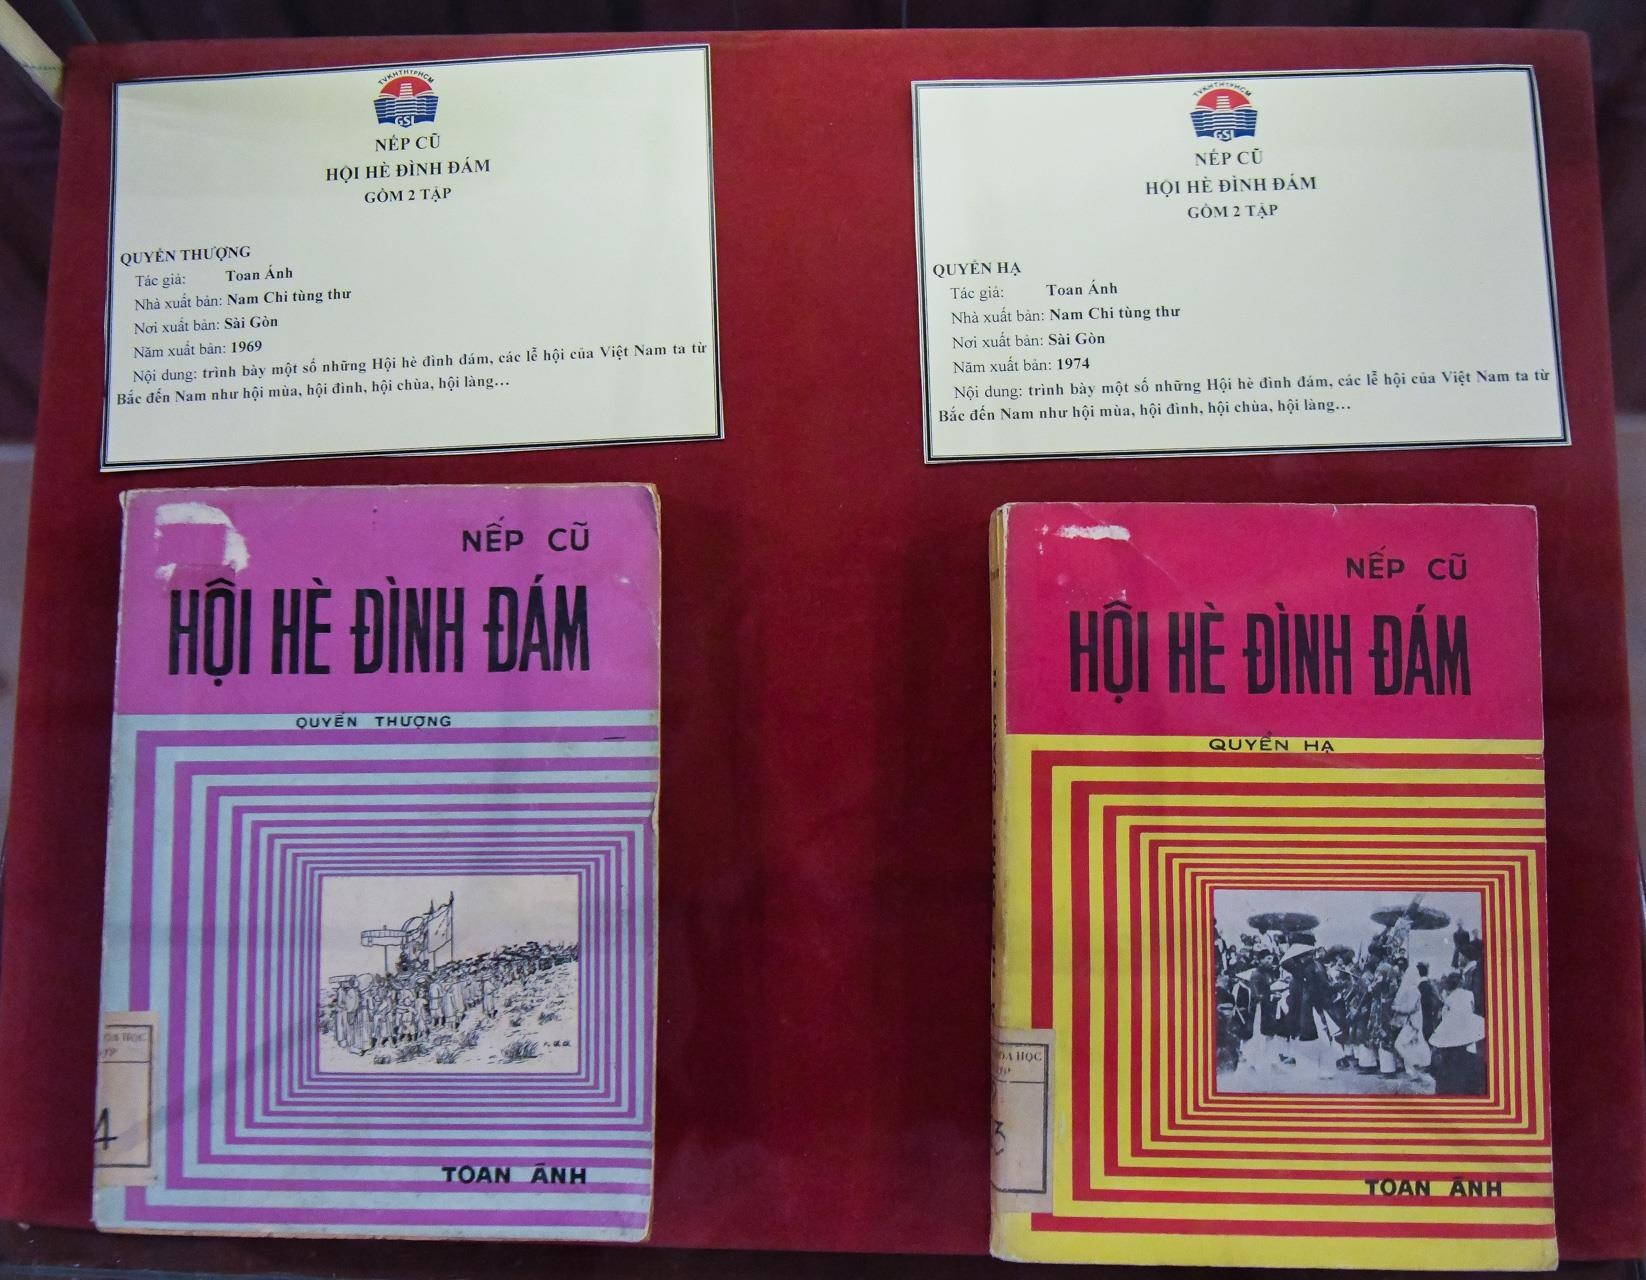 TVKHTHTPHCM
GSL
NẾP CŨ
HỘI HÈ ĐÌNH ĐÁM
GỒM 2 TẬP
QUYỂN THƯỢNG
Tác giả: Toan Ánh
Nhà xuất bản: Nam Chi tùng thư
Nơi xuất bản: Sài Gòn
Năm xuất bản: 1969
Nội dung: trình bày một số những Hội hè đình đám, các lễ hội của Việt Nam ta từ
Bắc đến Nam như hội mùa, hội đình, hội chùa, hội làng...
TVKHTHTPHCM
GSL
NẾP CŨ
HỘI HÈ ĐÌNH ĐÁM
GỒM 2 TẬP
QUYỂN HẠ
Tác giả: Toan Ánh
Nhà xuất bản: Nam Chi tùng thư
Nơi xuất bản: Sài Gòn
Năm xuất bản: 1974
Nội dung: trình bày một số những Hội hè đình đám, các lễ hội của Việt Nam ta từ
Bắc đến Nam như hội mùa, hội đình, hội chùa, hội làng...
NẾP CŨ
HỘI HÈ ĐÌNH ĐÁM
QUYỂN THƯỢNG
TOAN ÁNH
NẾP CŨ
HỘI HÈ ĐÌNH ĐÁM
QUYỂN HẠ
HỌC
3
TOAN ÁNH